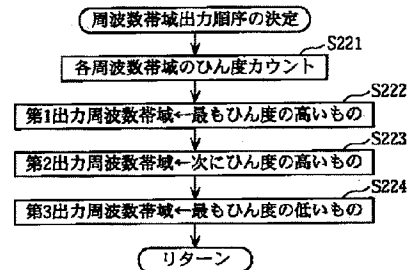 周波数帯域出力順序の決定
S221
各周波数帯域のひん度カウント
S222
第1出力周波数帯域←最もひん度の高いもの
S223
第2出力周波数帯域←次にひん度の高いもの
S224
第3出力周波数帯域←最もひん度の低いもの
リターン